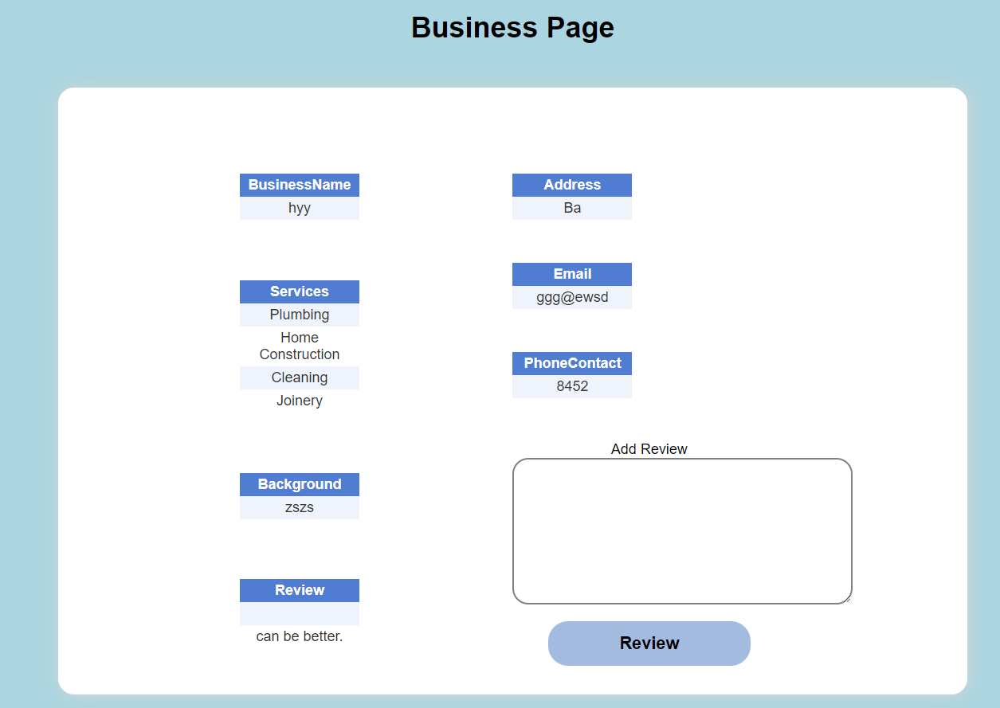 Business Page
BusinessName
hyy
Services
Plumbing
Home
Construction
Cleaning
Joinery
Background
zszs
Review
can be better.
Address
Ba
Email
ggg@ewsd
PhoneContact
8452
Add Review
Review